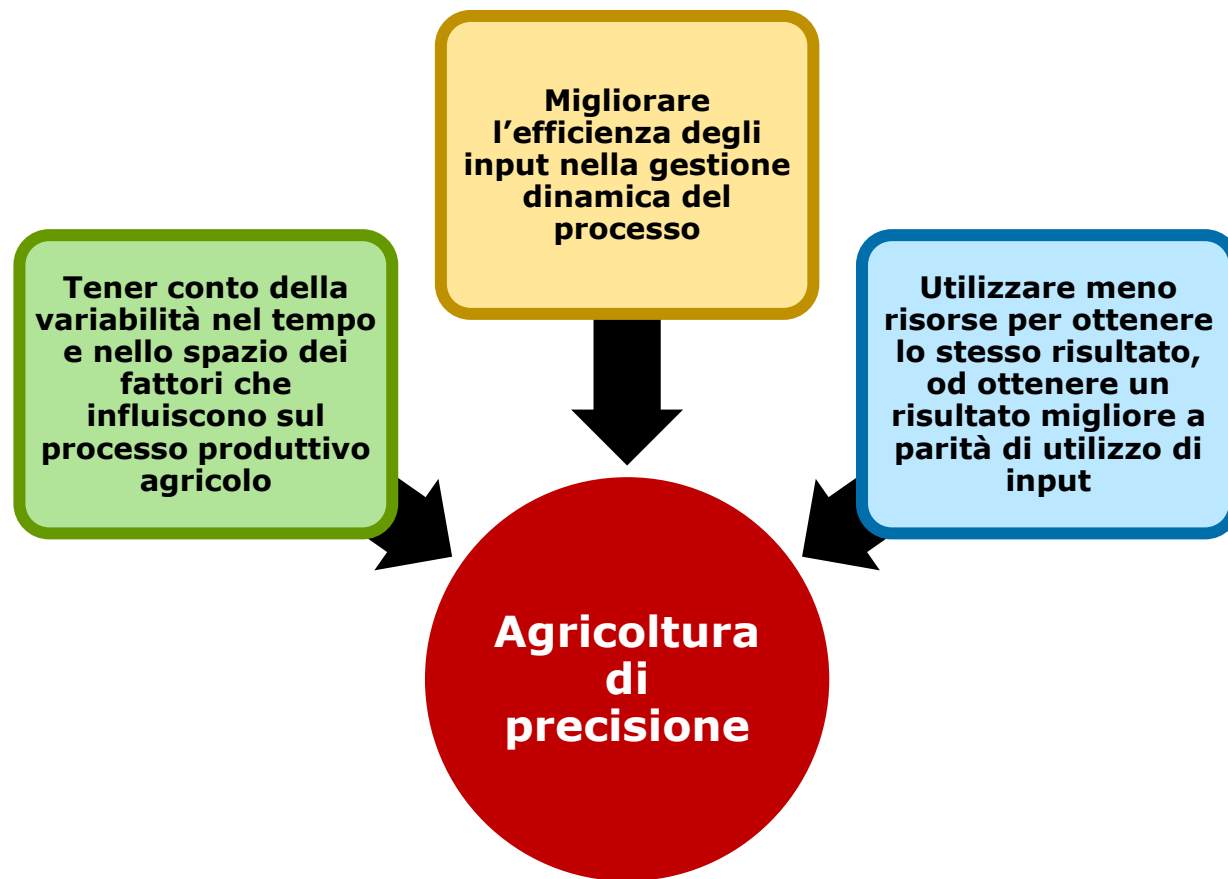 Migliorare
l’efficienza degli
input nella gestione
dinamica del
processo
Tener conto della
variabilità nel tempo
e nello spazio dei
fattori che
influiscono sul
processo produttivo
agricolo
Utilizzare meno
risorse per ottenere
lo stesso risultato,
od ottenere un
risultato migliore a
parità di utilizzo di
input
Agricoltura
di
precisione